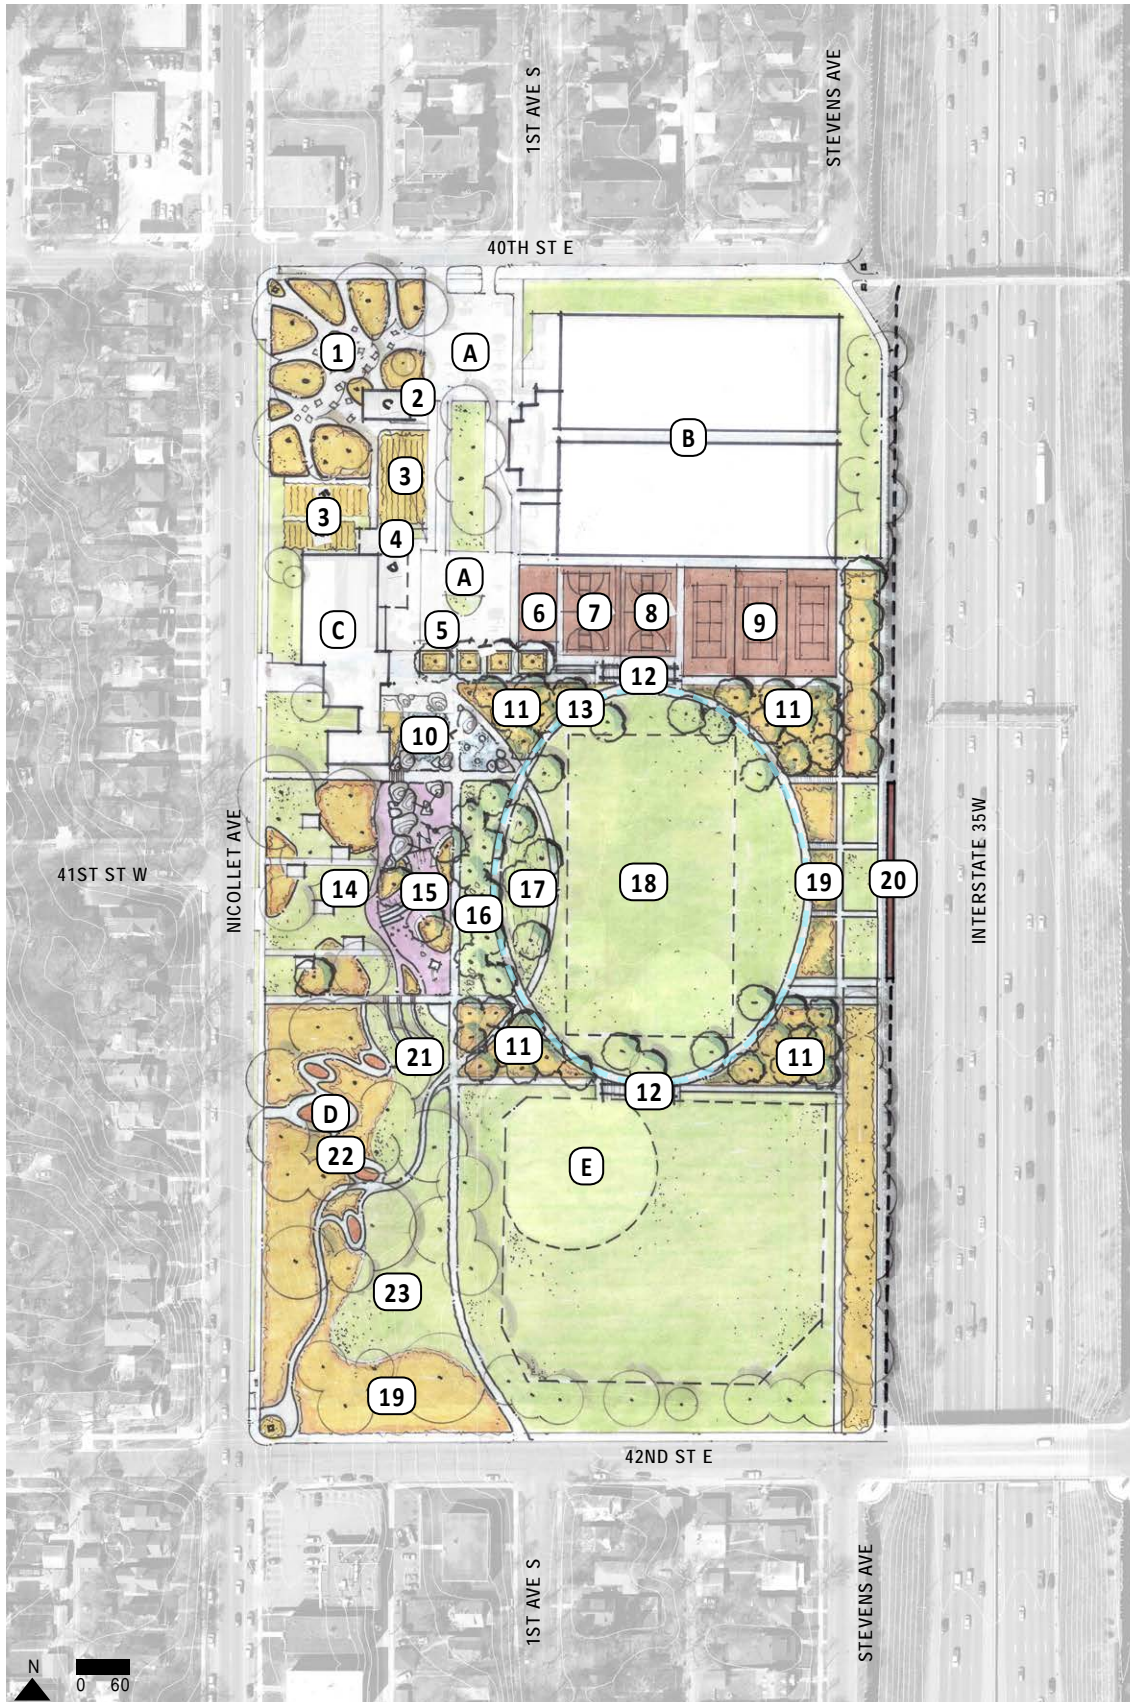 1ST AVE S
STEVENS AVE
40TH ST E
1
A
2
B
3
3
4
A
5
6
7
8
9
C
12
11
13
11
10
NICOLLET AVE
INTERSTATE 35W
41ST ST W
14
15
16
17
18
19
20
11
21
11
12
D
22
E
23
19
42ND ST E
1ST AVE S
STEVENS AVE
N
0 60